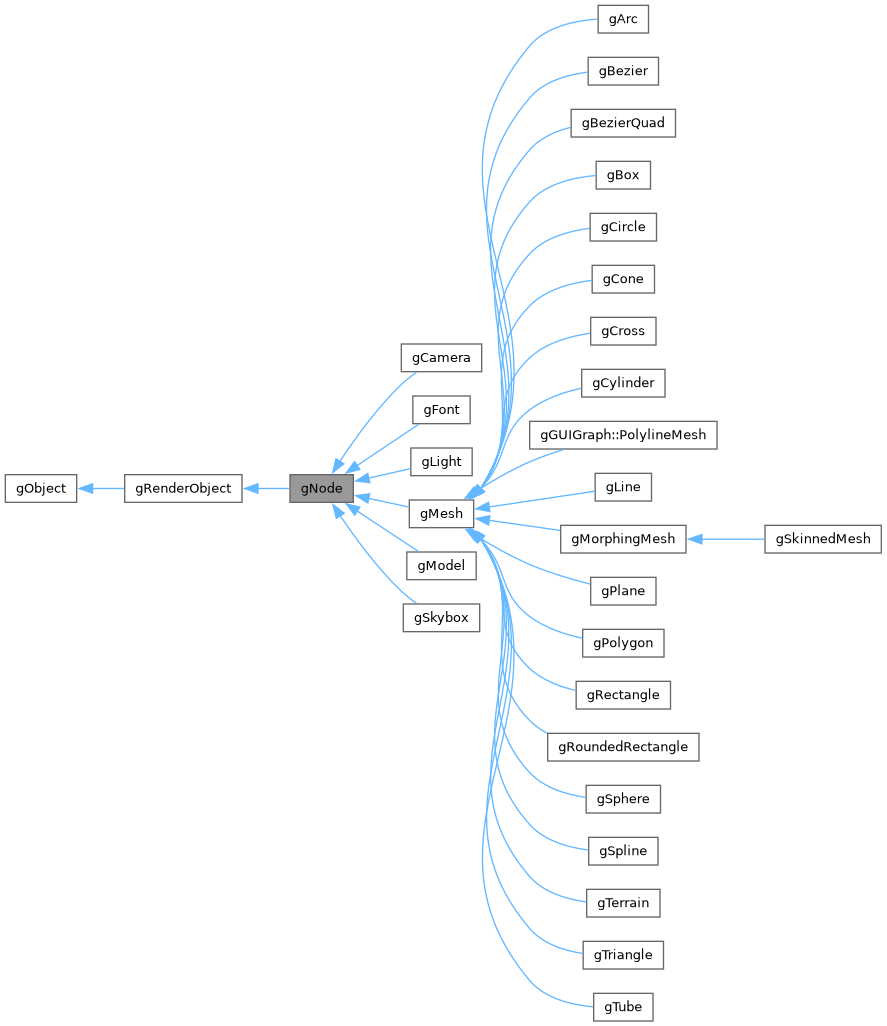 gObject
gRenderObject
gNode
gCamera
gFont
gLight
gMesh
gModel
gSkybox
gArc
gBezier
gBezierQuad
gBox
gCircle
gCone
gCross
gCylinder
gGUIGraph::PolylineMesh
gLine
gMorphingMesh
gSkinnedMesh
gPlane
gPolygon
gRectangle
gRoundedRectangle
gSphere
gSpline
gTerrain
gTriangle
gTube